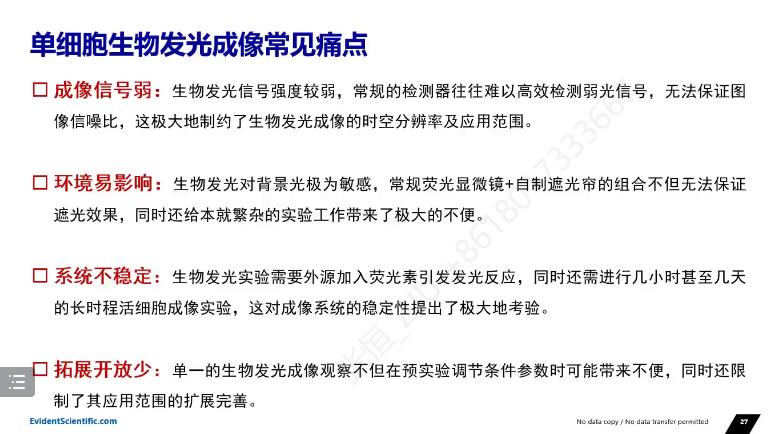 单细胞生物发光成像常见痛点
成像信号弱：生物发光信号强度较弱，常规的检测器往往难以高效检测弱光信号，无法保证图
像信噪比，这极大地制约了生物发光成像的时空分辨率及应用范围。
环境易影响：生物发光对背景光极为敏感，常规荧光显微镜+自制遮光帘的组合不但无法保证
遮光效果，同时还给本就繁杂的实验工作带来了极大的不便。
系统不稳定：生物发光实验需要外源加入荧光素引发发光反应，同时还需进行几小时甚至几天
的长时程活细胞成像实验，这对成像系统的稳定性提出了极大地考验。
拓展开放少：单一的生物发光成像观察不但在预实验调节条件参数时可能带来不便，同时还限
制了其应用范围的扩展完善。
EvidentScientific.com
No data copy / No data transfer permitted
27